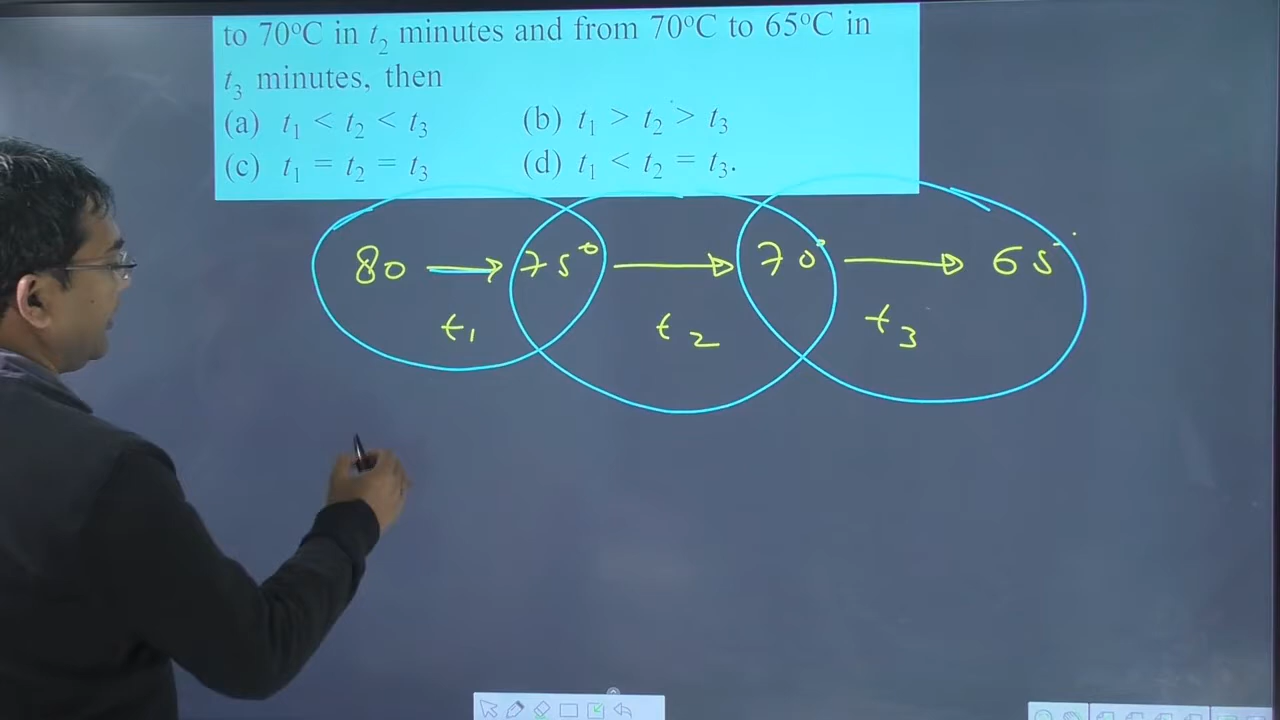 to 70°C in t₂ minutes and from 70°C to 65°C in
t₃ minutes, then
(a) t₁ < t₂ < t₃ (b) t₁ > t₂ > t₃
(c) t₁ = t₂ = t₃ (d) t₁ < t₂ = t₃.
80 → 75° → 70° → 65°
t₁ t₂ t₃